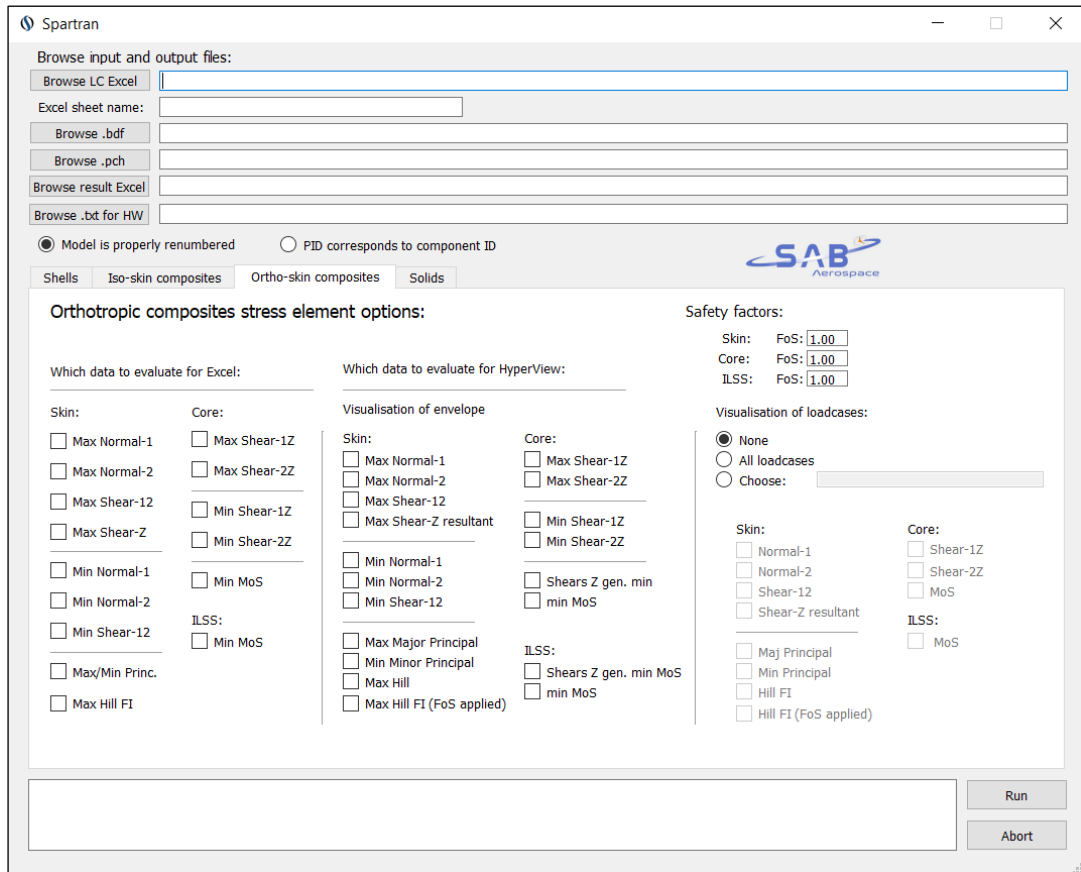 Spartran
Browse input and output files:
Browse LC Excel
Excel sheet name:
Browse .bdf
Browse .pch
Browse result Excel
Browse .txt for HW
Model is properly renumbered
PID corresponds to component ID
SAB
Aerospace
Shells
Iso-skin composites
Ortho-skin composites
Solids
Orthotropic composites stress element options:
Safety factors:
Skin: FoS: 1.00
Core: FoS: 1.00
ILSS: FoS: 1.00
Which data to evaluate for Excel:
Skin:
Max Normal-1
Max Normal-2
Max Shear-12
Max Shear-Z
Min Normal-1
Min Normal-2
Min Shear-12
Max/Min Princ.
Max Hill FI
Core:
Max Shear-1Z
Max Shear-2Z
Min Shear-1Z
Min Shear-2Z
Min MoS
ILSS:
Min MoS
Which data to evaluate for HyperView:
Visualisation of envelope
Skin:
Max Normal-1
Max Normal-2
Max Shear-12
Max Shear-Z resultant
Min Normal-1
Min Normal-2
Min Shear-12
Max Major Principal
Min Minor Principal
Max Hill
Max Hill FI (FoS applied)
Core:
Max Shear-1Z
Max Shear-2Z
Min Shear-1Z
Min Shear-2Z
Shears Z gen. min
min MoS
ILSS:
Shears Z gen. min MoS
min MoS
Visualisation of loadcases:
None
All loadcases
Choose:
Skin:
Normal-1
Normal-2
Shear-12
Shear-Z resultant
Maj Principal
Min Principal
Hill FI
Hill FI (FoS applied)
Core:
Shear-1Z
Shear-2Z
MoS
ILSS:
MoS
Run
Abort